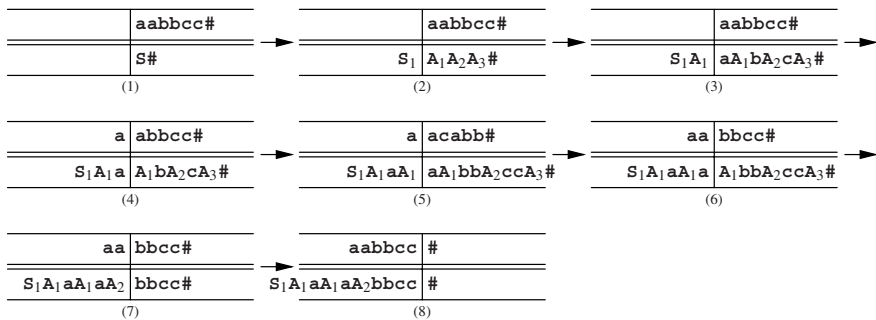 aabbcc#
S#
(1)
aabbcc#
S₁ A₁A₂A₃#
(2)
aabbcc#
S₁A₁ aA₁bA₂cA₃#
(3)
a abbcc#
S₁A₁a A₁bA₂cA₃#
(4)
a acabb#
S₁A₁aA₁ aA₁bbA₂ccA₃#
(5)
aa bbcc#
S₁A₁aA₁a A₁bbA₂ccA₃#
(6)
aa bbcc#
S₁A₁aA₁aA₂ bbcc#
(7)
aabbcc #
S₁A₁aA₁aA₂bbcc #
(8)